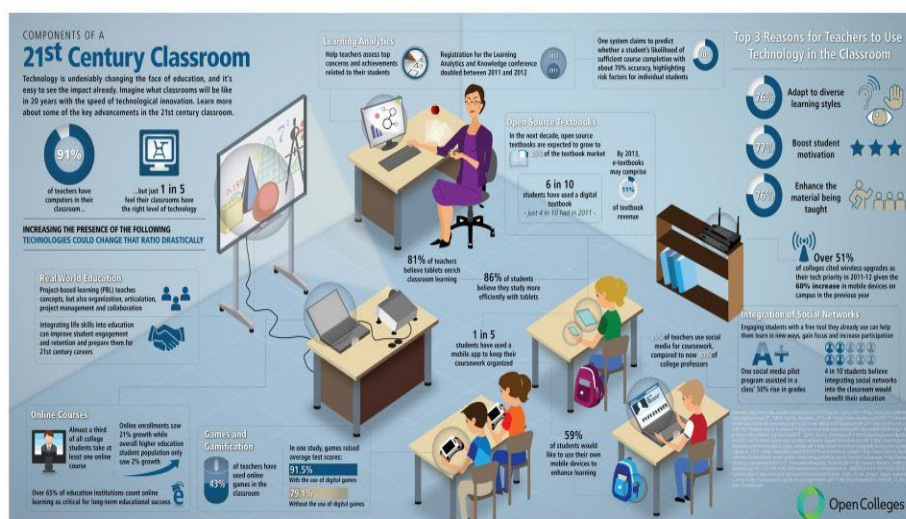 COMPONENTS OF A
21st Century Classroom
Technology is undeniably changing the face of education, and it's
easy to see the impact already. Imagine what classrooms will be like
in 20 years with the speed of technological innovation. Learn more
about some of the key advancements in the 21st century classroom.
91%
of teachers have
computers in their
classroom...
...but just 1 in 5
feel their classrooms have
the right level of technology
INCREASING THE PRESENCE OF THE FOLLOWING
TECHNOLOGIES COULD CHANGE THAT RATIO DRASTICALLY
Real World Education
Project-based learning (PBL) teaches
concepts, but also organization, articulation,
project management and collaboration
Integrating life skills into education
can improve student engagement
and retention and prepare them for
21st century careers
Online Courses
Almost a third
of all college
students take at
least one online
course
Online enrollments saw
21% growth while
overall higher education
student population only
saw 2% growth
Over 65% of education institutions count online
learning as critical for long-term educational success
Games and
Gamification
43%
of teachers have
used online
games in the
classroom
In one study, games raised
average test scores:
91.5%
With the use of digital games
79.1%
Without the use of digital games
Learning Analytics
Help teachers assess top
concerns and achievements
related to their students
Registration for the Learning
Analytics and Knowledge conference
doubled between 2011 and 2012
2012
2011
One system claims to predict
whether a student's likelihood of
sufficient course completion with
about 70% accuracy, highlighting
risk factors for individual students
70%
Open Source Textbooks
In the next decade, open source
textbooks are expected to grow to
of the textbook market
6 in 10
students have used a digital
textbook
- just 4 in 10 had in 2011 -
By 2013,
e-textbooks
may comprise
11%
of textbook
revenue
81% of teachers
believe tablets enrich
classroom learning
86% of students
believe they study more
efficiently with tablets
1 in 5
students have used a
mobile app to keep their
coursework organized
59%
of students would
like to use their own
mobile devices to
enhance learning
Top 3 Reasons for Teachers to Use
Technology in the Classroom
76%
Adapt to diverse
learning styles
77%
Boost student
motivation
76%
Enhance the
material being
taught
Over 51%
of colleges cited wireless upgrades as
their tech priority in 2011-12 given the
60% increase in mobile devices on
campus in the previous year
Integration of Social Networks
Engaging students with a free tool they already use can help
them learn in new ways, gain focus and increase participation
of teachers use social
media for coursework,
compared to now
college professors
A+
One social media pilot
program assisted in a
class' 50% rise in grades
4 in 10 students believe
integrating social networks
into the classroom would
benefit their education
Open Colleges